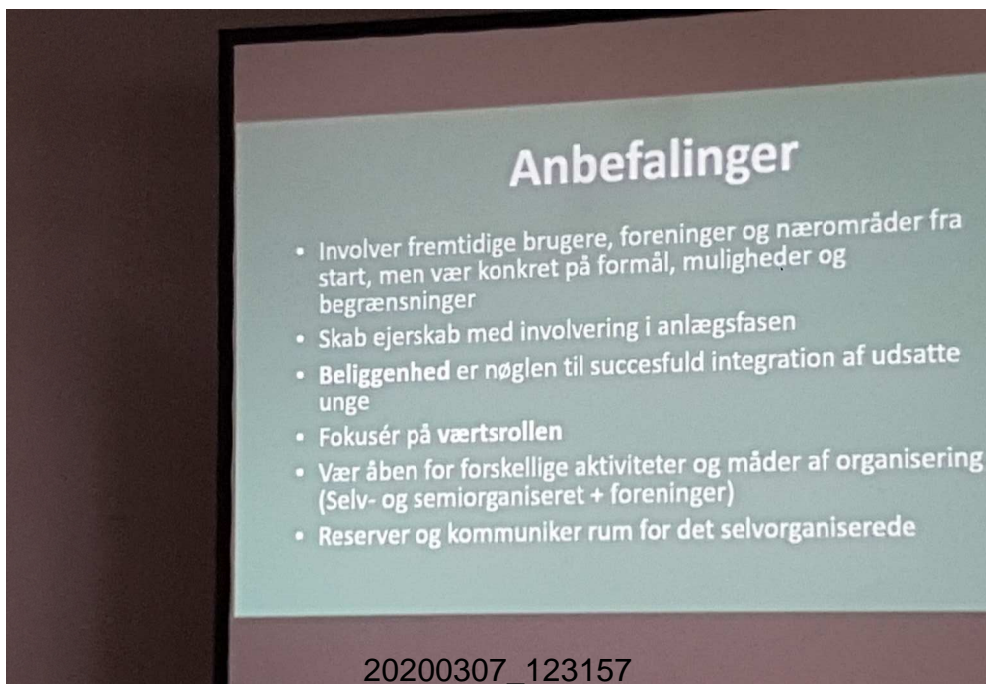 Anbefalinger
• Involver fremtidige brugere, foreninger og nærområder fra
start, men vær konkret på formål, muligheder og
begrænsninger
• Skab ejerskab med involvering i anlægsfasen
• Beliggenhed er nøglen til succesfuld integration af udsatte
unge
• Fokusér på værtsrollen
• Vær åben for forskellige aktiviteter og måder af organisering
(Selv- og semiorganiseret + foreninger)
• Reserver og kommuniker rum for det selvorganiserede
20200307_123157